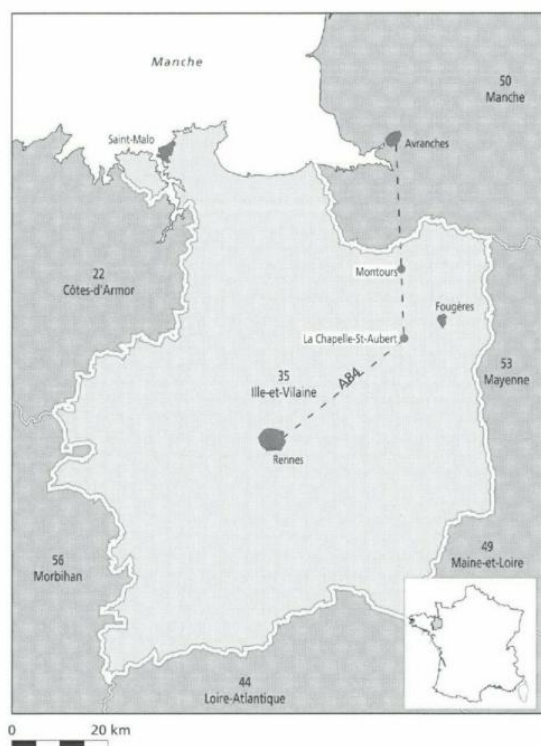 Manche
50
Manche
Saint-Malo
Avranches
22
Côtes-d'Armor
Montours
Fougères
La Chapelle-St-Aubert
53
Mayenne
35
Ille-et-Vilaine
A84
Rennes
56
Morbihan
49
Maine-et-Loire
44
Loire-Atlantique
0 20 km